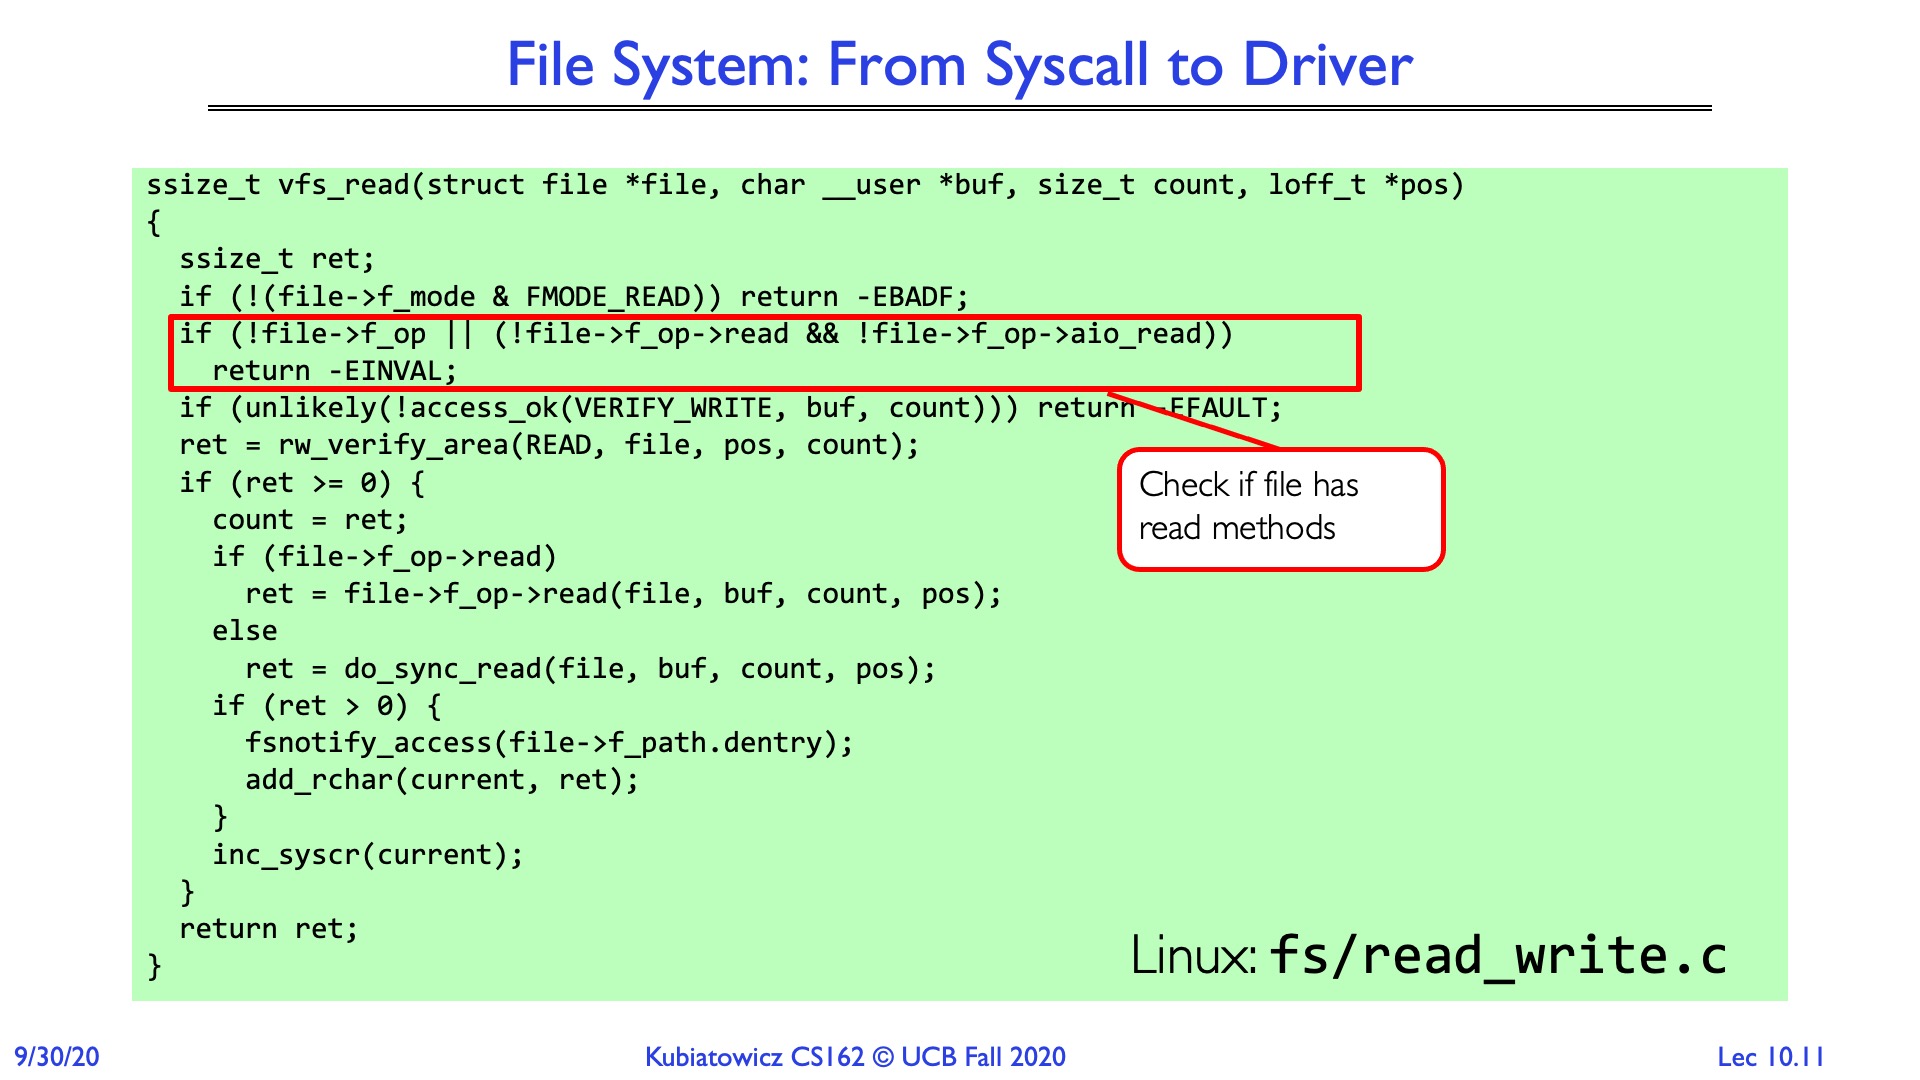 File System: From Syscall to Driver
ssize_t vfs_read(struct file *file, char __user *buf, size_t count, loff_t *pos)
{
  ssize_t ret;
  if (!(file->f_mode & FMODE_READ)) return -EBADF;
  if (!file->f_op || (!file->f_op->read && !file->f_op->aio_read))
    return -EINVAL;
  if (unlikely(!access_ok(VERIFY_WRITE, buf, count))) return -EFAULT;
  ret = rw_verify_area(READ, file, pos, count);
  if (ret >= 0) {
    count = ret;
    if (file->f_op->read)
      ret = file->f_op->read(file, buf, count, pos);
    else
      ret = do_sync_read(file, buf, count, pos);
    if (ret > 0) {
      fsnotify_access(file->f_path.dentry);
      add_rchar(current, ret);
    }
    inc_syscr(current);
  }
  return ret;
}
Check if file has
read methods
Linux: fs/read_write.c
9/30/20
Kubiatowicz CS162 © UCB Fall 2020
Lec 10.11